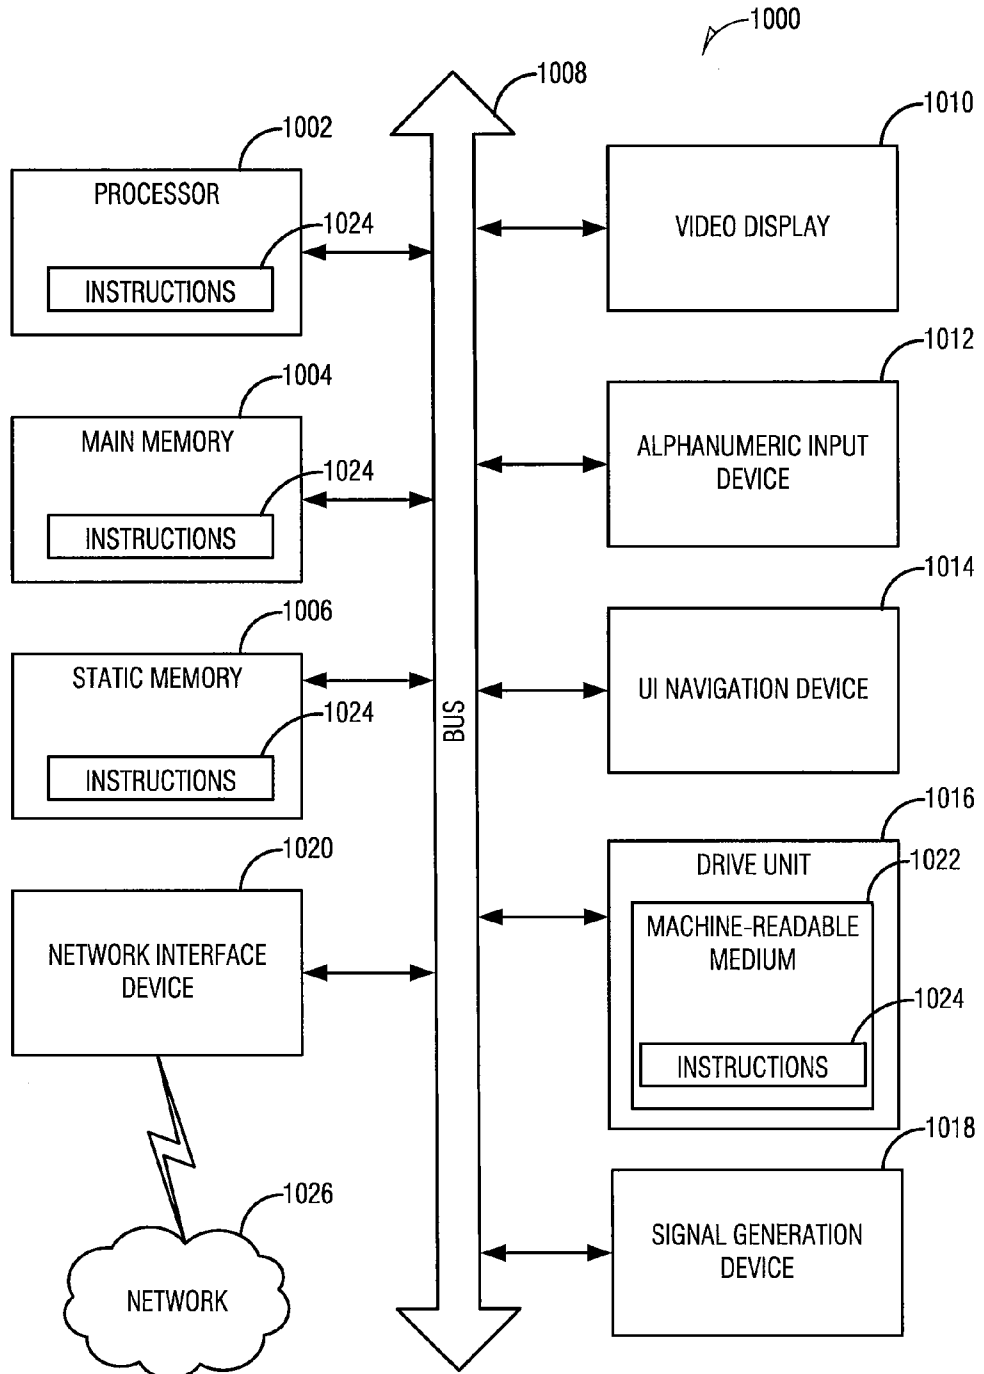 1000
1008
1002
PROCESSOR
1024
INSTRUCTIONS
1004
MAIN MEMORY
1024
INSTRUCTIONS
1006
STATIC MEMORY
1024
INSTRUCTIONS
1020
NETWORK INTERFACE
DEVICE
1026
NETWORK
BUS
1010
VIDEO DISPLAY
1012
ALPHANUMERIC INPUT
DEVICE
1014
UI NAVIGATION DEVICE
1016
DRIVE UNIT
1022
MACHINE-READABLE
MEDIUM
1024
INSTRUCTIONS
1018
SIGNAL GENERATION
DEVICE